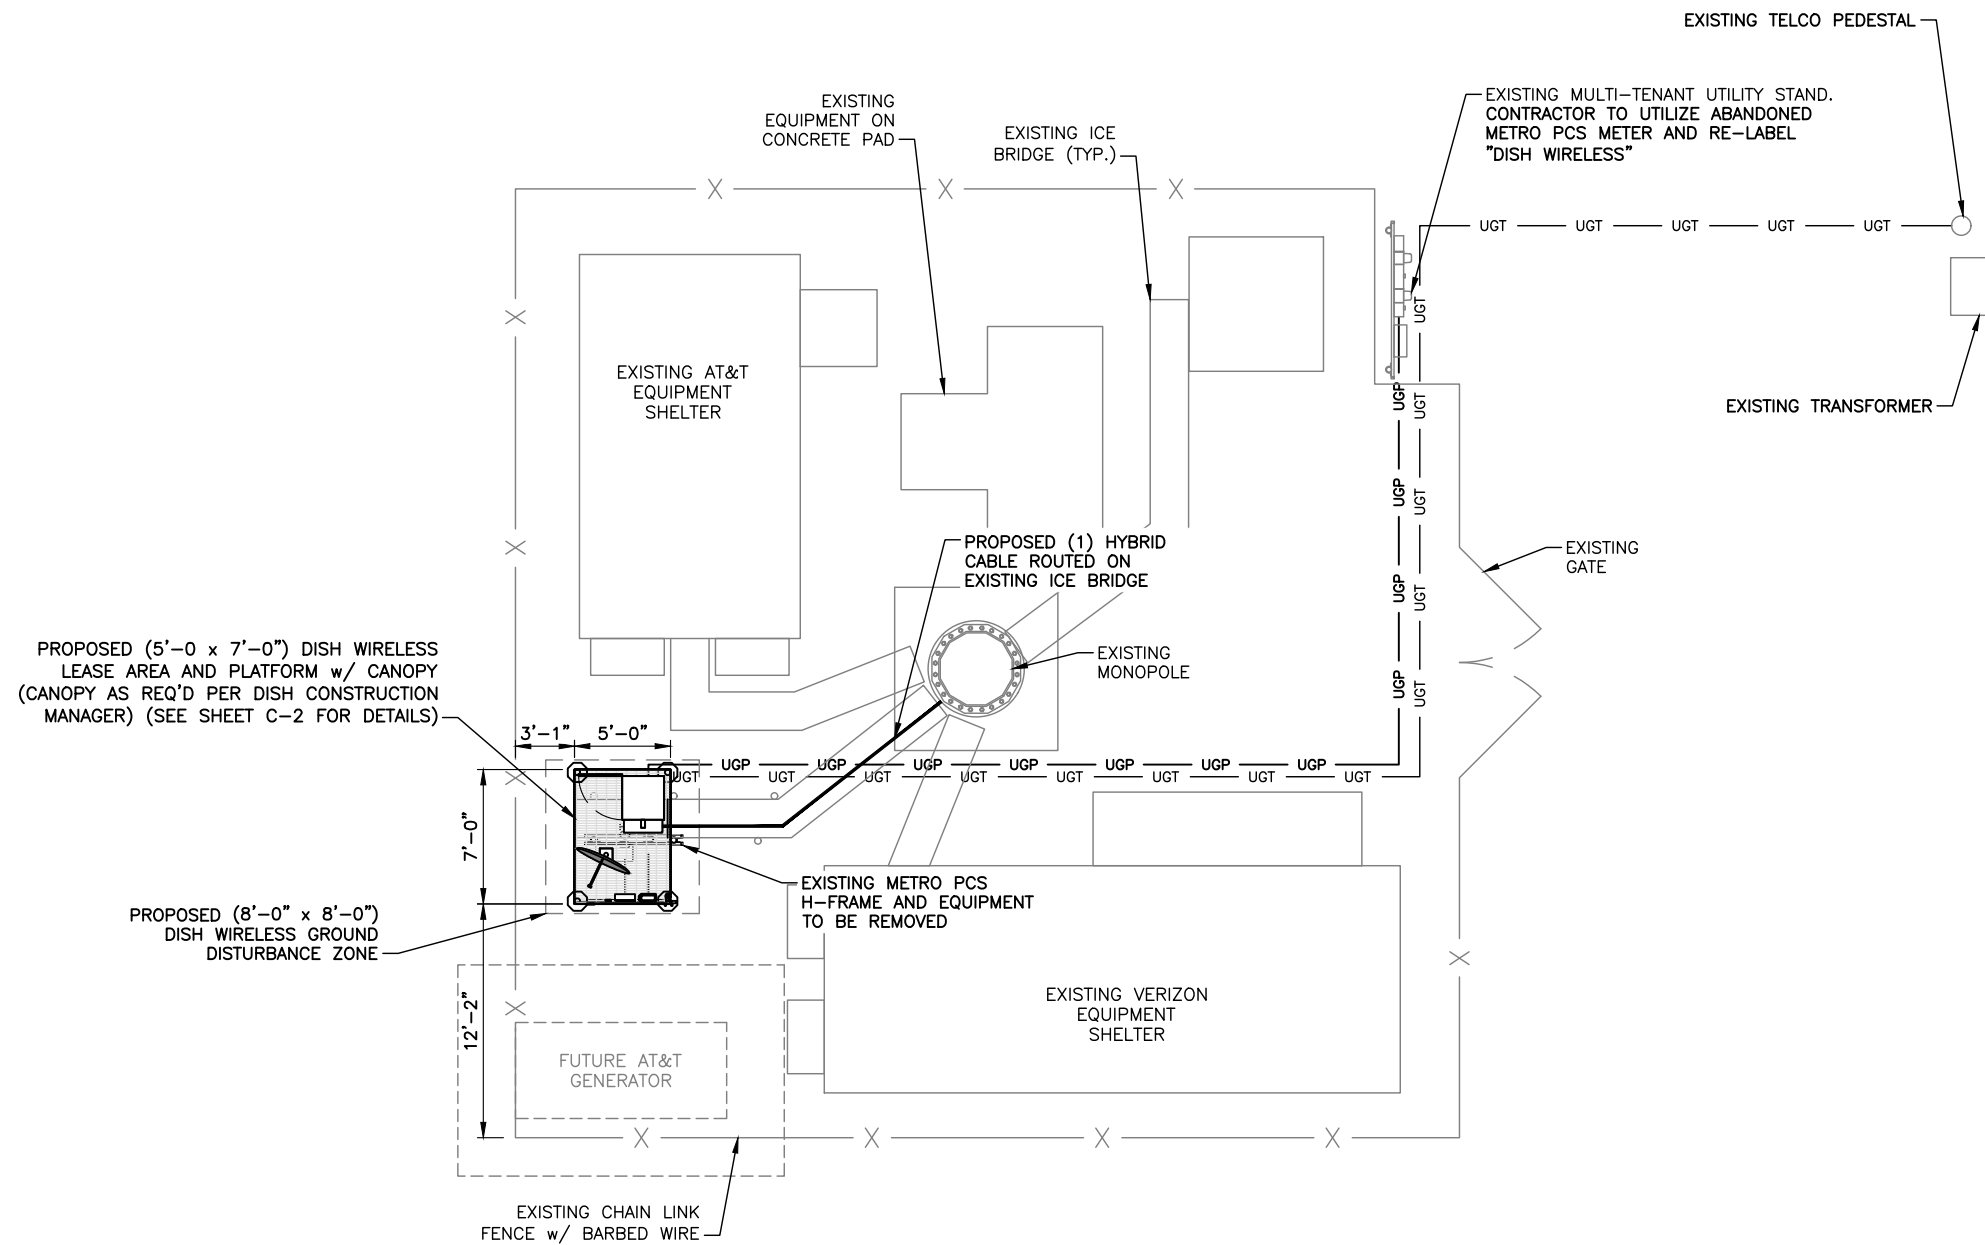 EXISTING TELCO PEDESTAL
EXISTING MULTI-TENANT UTILITY STAND.
CONTRACTOR TO UTILIZE ABANDONED
METRO PCS METER AND RE-LABEL
"DISH WIRELESS"
EXISTING
EQUIPMENT ON
CONCRETE PAD
EXISTING ICE
BRIDGE (TYP.)
X X X
UGT UGT UGT UGT UGT
X
UGT
EXISTING AT&T
EQUIPMENT
SHELTER
UGP
UGT
EXISTING TRANSFORMER
UGP
UGT
X
PROPOSED (1) HYBRID
CABLE ROUTED ON
EXISTING ICE BRIDGE
EXISTING
GATE
UGP
UGT
EXISTING
MONOPOLE
UGP
UGT
PROPOSED (5'-0 x 7'-0") DISH WIRELESS
LEASE AREA AND PLATFORM w/ CANOPY
(CANOPY AS REQ'D PER DISH CONSTRUCTION
MANAGER) (SEE SHEET C-2 FOR DETAILS)
3'-1" 5'-0"
UGP UGP UGP UGP UGP UGP UGP
X
UGT UGT UGT UGT UGT UGT UGT UGT
7'-0"
EXISTING METRO PCS
H-FRAME AND EQUIPMENT
TO BE REMOVED
PROPOSED (8'-0" x 8'-0")
DISH WIRELESS GROUND
DISTURBANCE ZONE
X
X
12'-2"
EXISTING VERIZON
EQUIPMENT
SHELTER
FUTURE AT&T
GENERATOR
X X X X
EXISTING CHAIN LINK
FENCE w/ BARBED WIRE